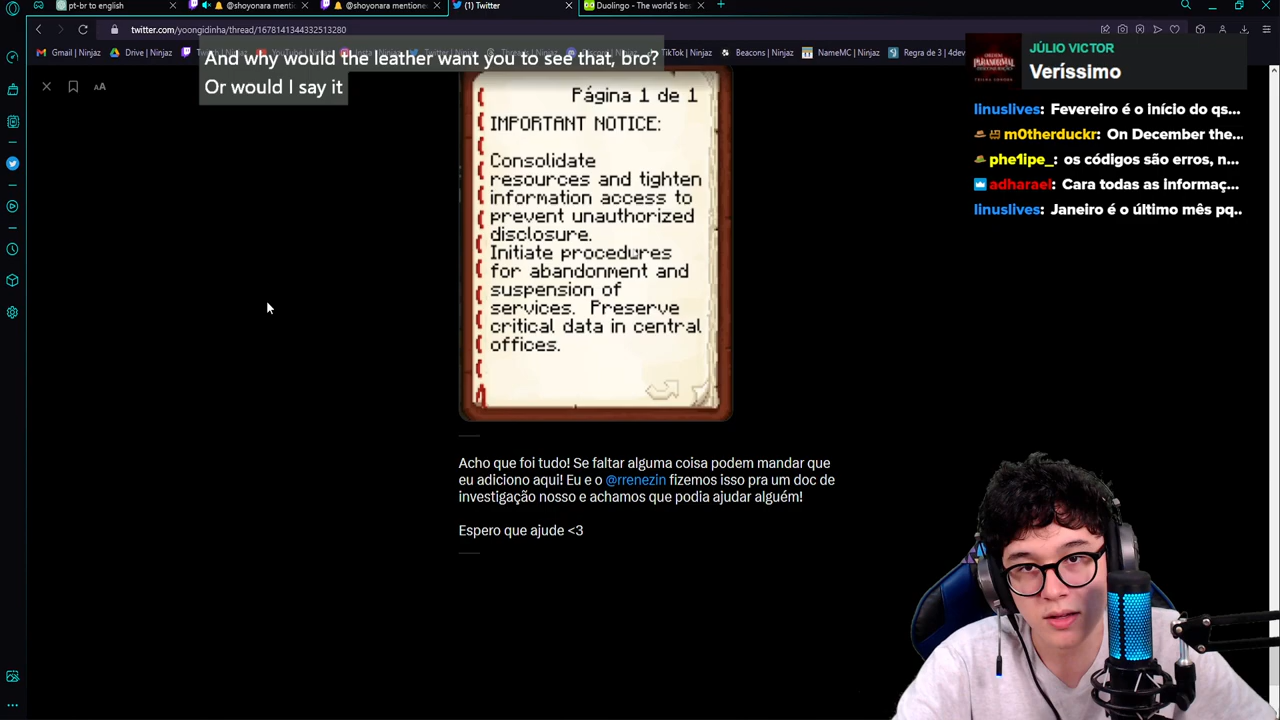 pt-br to english
@shoyonara mentione
@shoyonara mentione
(1) Twitter
Duolingo - The world's be
twitter.com/yoongidinha/thread/1678141344332513280
Gmail | Ninjaz
Drive | Ninjaz
TikTok | Ninjaz
Beacons | Ninjaz
NameMC | Ninjaz
Regra de 3 | 4dev
And why would the leather want you to see that, bro?
Or would I say it
JÚLIO VICTOR
Veríssimo
linuslives: Fevereiro é o início do qs...
m0therduckr: On December the...
phe1ipe_: os códigos são erros, n...
adharael: Cara todas as informaç...
linuslives: Janeiro é o último mês pq..
aA
Página 1 de 1
IMPORTANT NOTICE:
Consolidate
resources and tighten
information access to
prevent unauthorized
disclosure.
Initiate procedures
for abandonment and
suspension of
services. Preserve
critical data in central
offices.
Acho que foi tudo! Se faltar alguma coisa podem mandar que
eu adiciono aqui! Eu e o @rrenezin fizemos isso pra um doc de
investigação nosso e achamos que podia ajudar alguém!
Espero que ajude <3